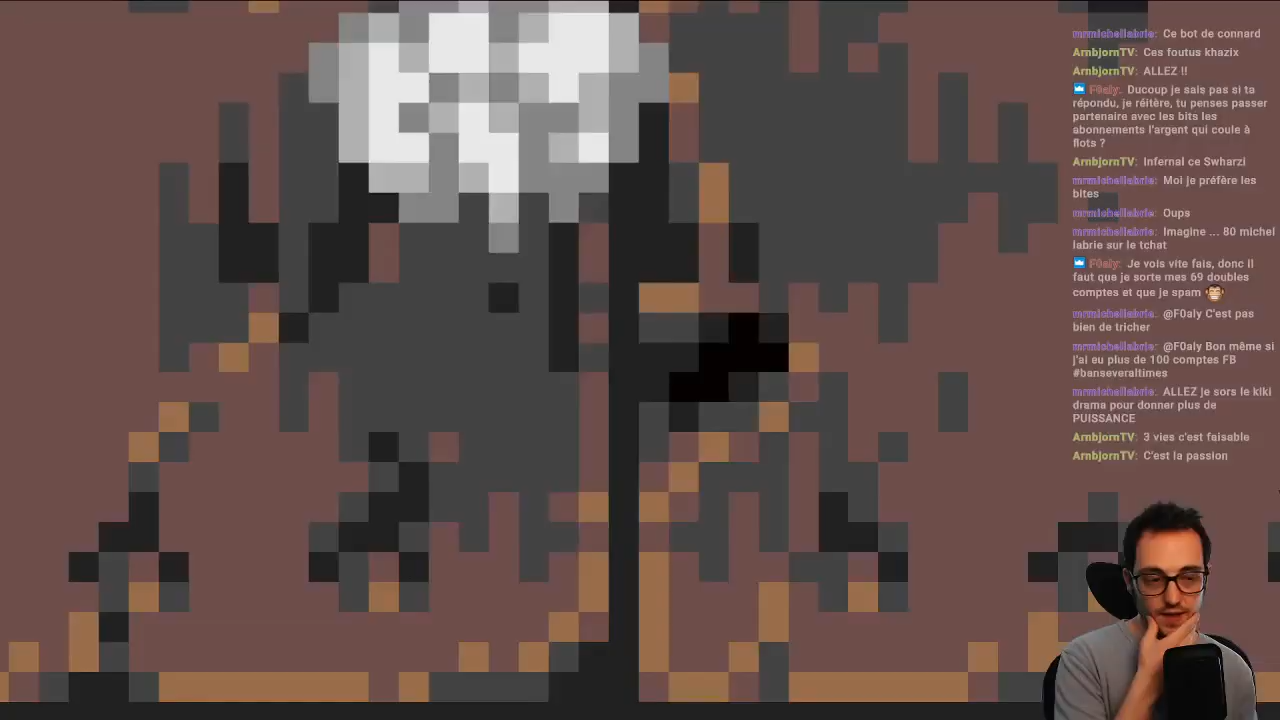 mrmichellabrie: Ce bot de connard
ArnbjornTV: Ces foutus khazix
ArnbjornTV: ALLEZ !!
F0aly: Ducoup je sais pas si ta
répondu, je réitère, tu penses passer
partenaire avec les bits les
abonnements l'argent qui coule à
flots ?
ArnbjornTV: Infernal ce Swharzi
mrmichellabrie: Moi je préfère les
bites
mrmichellabrie: Oups
mrmichellabrie: Imagine ... 80 michel
labrie sur le tchat
F0aly: Je vois vite fais, donc il
faut que je sorte mes 69 doubles
comptes et que je spam
mrmichellabrie: @F0aly C'est pas
bien de tricher
mrmichellabrie: @F0aly Bon même si
j'ai eu plus de 100 comptes FB
#banseveraltimes
mrmichellabrie: ALLEZ je sors le kiki
drama pour donner plus de
PUISSANCE
ArnbjornTV: 3 vies c'est faisable
ArnbjornTV: C'est la passion